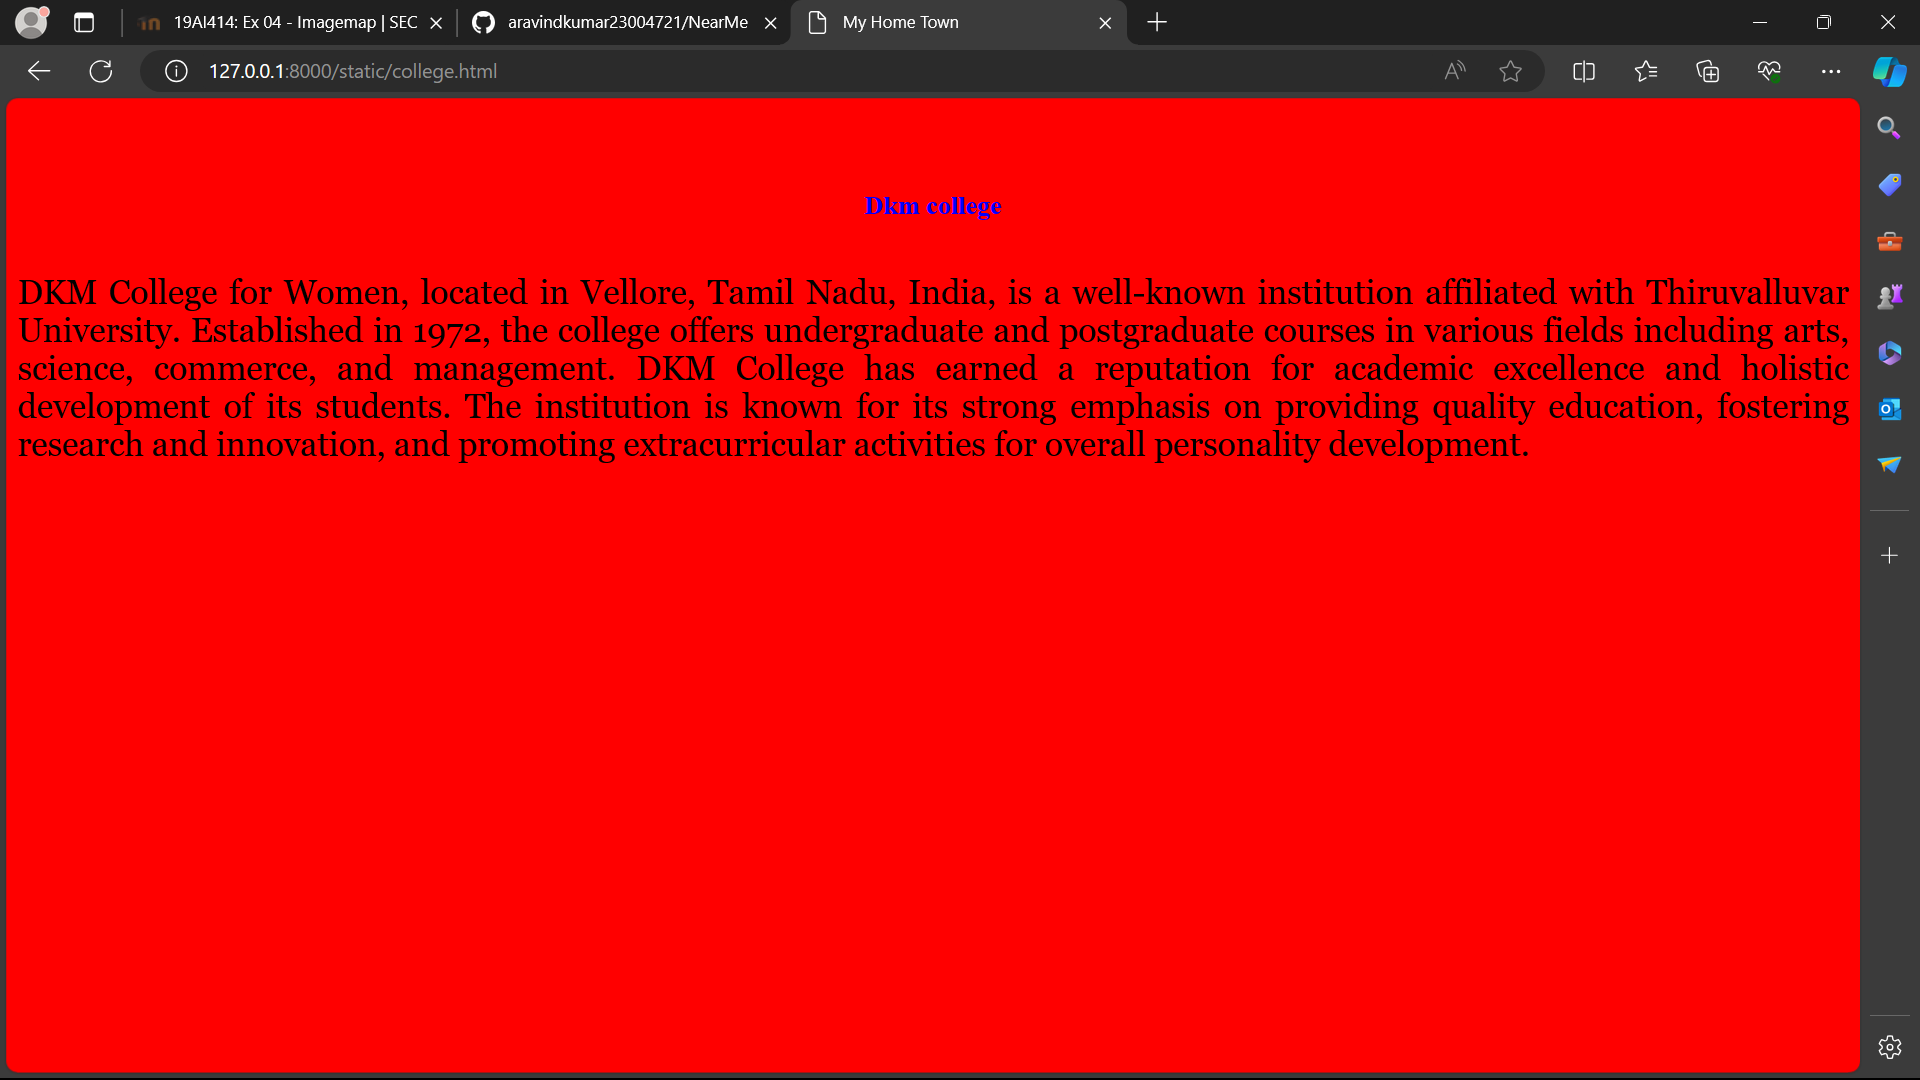 19AI414: Ex 04 - Imagemap | SEC
aravindkumar23004721/NearMe
My Home Town
127.0.0.1:8000/static/college.html
Dkm college
DKM College for Women, located in Vellore, Tamil Nadu, India, is a well-known institution affiliated with Thiruvalluvar
University. Established in 1972, the college offers undergraduate and postgraduate courses in various fields including arts,
science, commerce, and management. DKM College has earned a reputation for academic excellence and holistic
development of its students. The institution is known for its strong emphasis on providing quality education, fostering
research and innovation, and promoting extracurricular activities for overall personality development.